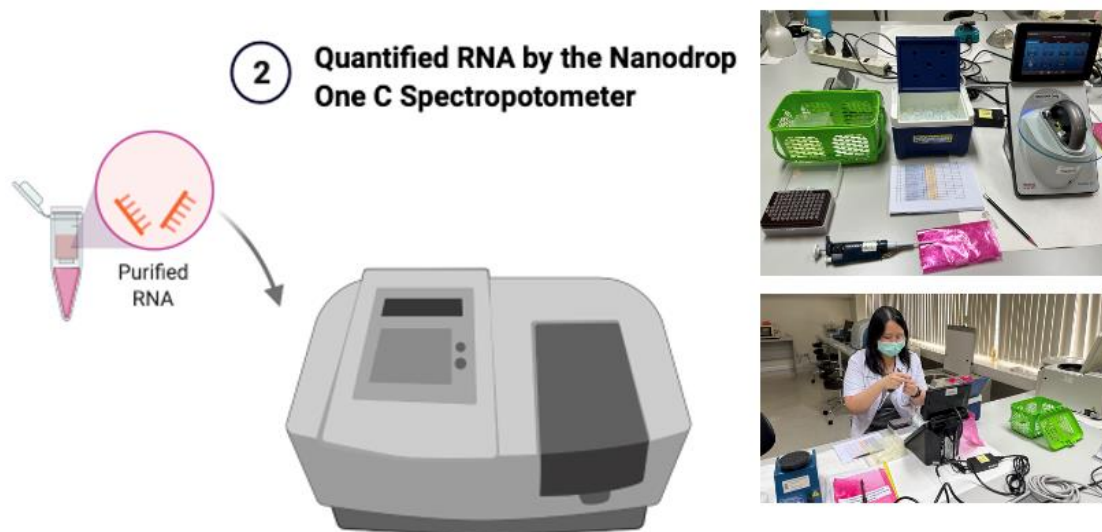 2
Quantified RNA by the Nanodrop
One C Spectropotometer
Purified
RNA